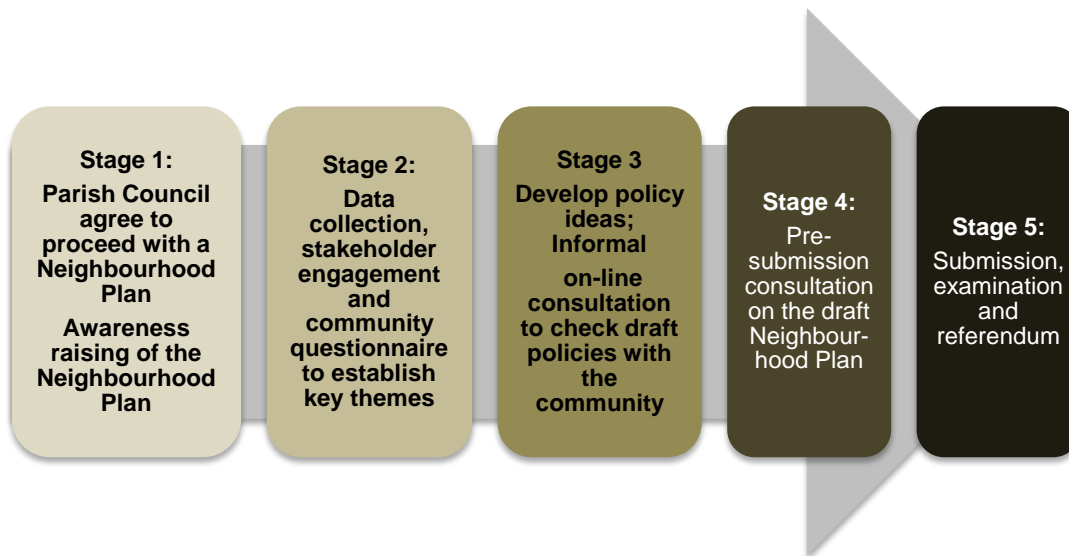 Stage 1:
Parish Council
agree to
proceed with a
Neighbourhood
Plan
Awareness
raising of the
Neighbourhood
Plan
Stage 2:
Data
collection,
stakeholder
engagement
and
community
questionnaire
to establish
key themes
Stage 3
Develop policy
ideas;
Informal
on-line
consultation
to check draft
policies with
the
community
Stage 4:
Pre-
submission
consultation
on the draft
Neighbour-
hood Plan
Stage 5:
Submission,
examination
and
referendum